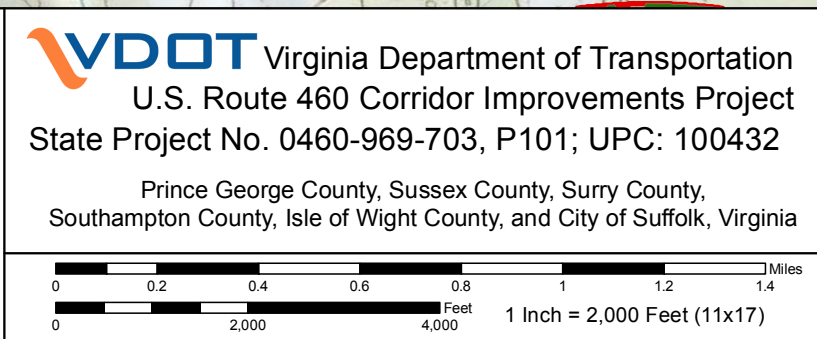 VDOT Virginia Department of Transportation
U.S. Route 460 Corridor Improvements Project
State Project No. 0460-969-703, P101; UPC: 100432
Prince George County, Sussex County, Surry County,
Southampton County, Isle of Wight County, and City of Suffolk, Virginia
Miles
0 0.2 0.4 0.6 0.8 1 1.2 1.4
Feet
0 2,000 4,000
1 Inch = 2,000 Feet (11x17)